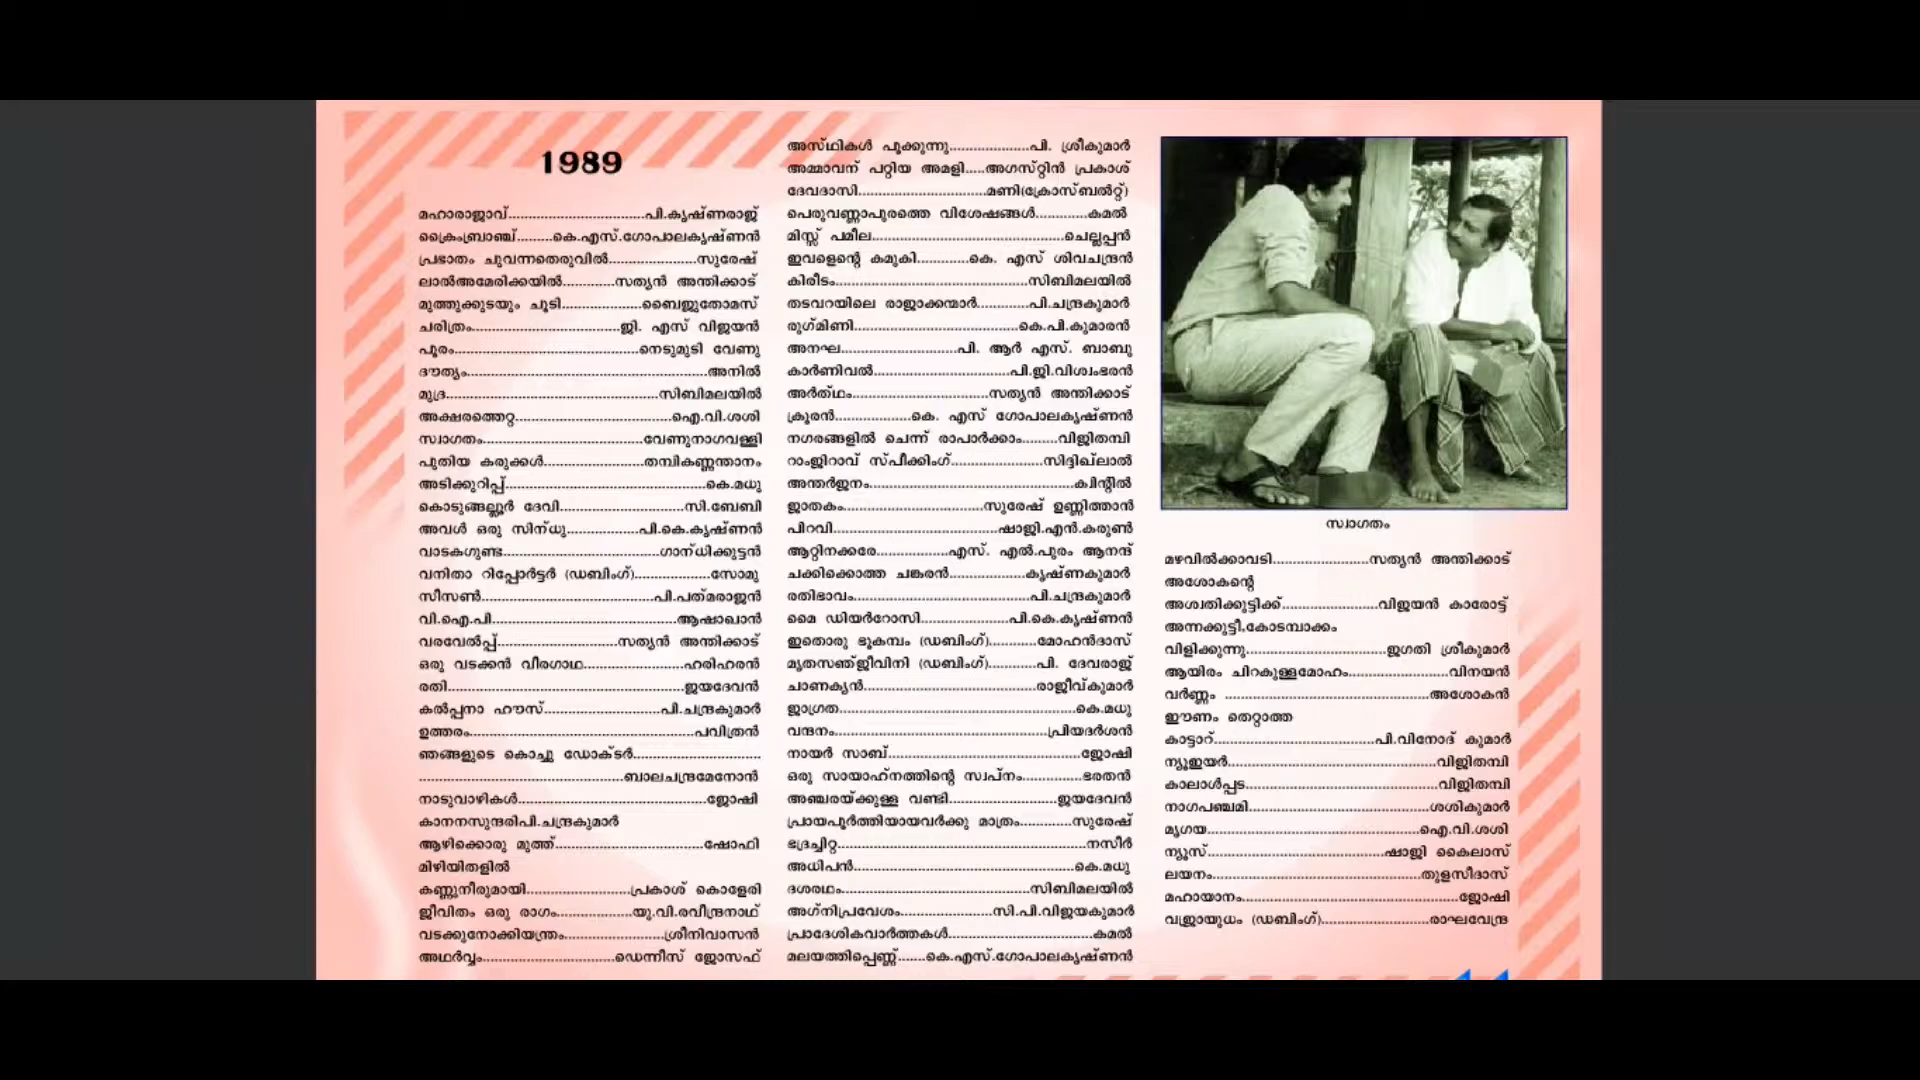 1989
മഹാരാജാവ്..................................പി.കൃഷ്ണരാജ്
ക്രൈംബ്രാഞ്ച്.........കെ.എസ്.ഗോപാലകൃഷ്ണൻ
പ്രഭാതം ചുവന്നതെരുവിൽ......................സുരേഷ്
ലാൽഅമേരിക്കയിൽ.............സത്യൻ അന്തിക്കാട്
മുത്തുക്കുടയും ചൂടി....................ബൈജുതോമസ്
ചരിത്രം.....................................ജി. എസ് വിജയൻ
പൂരം..............................................നെടുമുടി വേണു
ദൗത്യം............................................................അനിൽ
മുദ്ര.....................................................സിബിമലയിൽ
അക്ഷരത്തെറ്റ.......................................ഐ.വി.ശശി
സ്വാഗതം........................................വേണുനാഗവള്ളി
പുതിയ കരുക്കൾ.........................തമ്പികണ്ണന്താനം
അടിക്കുറിപ്പ്..................................................കെ.മധു
കൊടുങ്ങല്ലൂർ ദേവി...............................സി.ബേബി
അവൾ ഒരു സിന്ധു..................പി.കെ.കൃഷ്ണൻ
വാടകഗുണ്ട.......................................ഗാന്ധിക്കുട്ടൻ
വനിതാ റിപ്പോർട്ടർ (ഡബിംഗ്)...................സോമു
സീസൺ...........................................പി.പത്മരാജൻ
വി.ഐ.പി..............................................ആഷാഖാൻ
വരവേൽപ്പ്..............................സത്യൻ അന്തിക്കാട്
ഒരു വടക്കൻ വീരഗാഥ.........................ഹരിഹരൻ
രതി...........................................................ജയദേവൻ
കൽപ്പനാ ഹൗസ്.............................പി.ചന്ദ്രകുമാർ
ഉത്തരം........................................................പവിത്രൻ
ഞങ്ങളുടെ കൊച്ചു ഡോക്ടർ................................
...................................................ബാലചന്ദ്രമേനോൻ
നാടുവാഴികൾ...............................................ജോഷി
കാനനസുന്ദരിപി.ചന്ദ്രകുമാർ
ആഴിക്കൊരു മുത്ത്.....................................ഷോഫി
മിഴിയിതളിൽ
കണ്ണുനീരുമായി..........................പ്രകാശ് കൊളേരി
ജീവിതം ഒരു രാഗം...................യു.വി.രവീന്ദ്രനാഥ്
വടക്കുനോക്കിയന്ത്രം.........................ശ്രീനിവാസൻ
അഥർവ്വം.................................ഡെന്നീസ് ജോസഫ്
അസ്ഥികൾ പൂക്കുന്നു....................പി. ശ്രീകുമാർ
അമ്മാവന് പറ്റിയ അമളി.....അഗസ്റ്റിൻ പ്രകാശ്
ദേവദാസി................................മണി(ക്രോസ്ബൽറ്റ്)
പെരുവണ്ണാപുരത്തെ വിശേഷങ്ങൾ.............കമൽ
മിസ്സ് പമീല................................................ചെല്ലപ്പൻ
ഇവളെന്റെ കമുകി.............കെ. എസ് ശിവചന്ദ്രൻ
കിരീടം................................................സിബിമലയിൽ
തടവറയിലെ രാജാക്കന്മാർ.............പി.ചന്ദ്രകുമാർ
രുഗ്മിണി.........................................കെ.പി.കുമാരൻ
അനഘ.............................പി. ആർ എസ്. ബാബു
കാർണിവൽ..................................പി.ജി.വിശ്വംഭരൻ
അർത്ഥം..................................സത്യൻ അന്തിക്കാട്
ക്രൂരൻ...................കെ. എസ് ഗോപാലകൃഷ്ണൻ
നഗരങ്ങളിൽ ചെന്ന് രാപാർക്കാം.........വിജിതമ്പി
റാംജിറാവ് സ്പീക്കിംഗ്.......................സിദ്ദിഖ്ലാൽ
അന്തർജനം...................................................ക്വിന്റിൽ
ജാതകം...................................സുരേഷ് ഉണ്ണിത്താൻ
പിറവി.........................................ഷാജി.എൻ.കരുൺ
ആറ്റിനക്കരേ..................എസ്. എൽ.പുരം ആനന്ദ്
ചക്കിക്കൊത്ത ചങ്കരൻ...................കൃഷ്ണകുമാർ
രതിഭാവം...........................................പി.ചന്ദ്രകുമാർ
മൈ ഡിയർറോസി......................പി.കെ.കൃഷ്ണൻ
ഇതൊരു ഭൂകമ്പം (ഡബിംഗ്)............മോഹൻദാസ്
മൃതസഞ്ജീവിനി (ഡബിംഗ്)............പി. ദേവരാജ്
ചാണക്യൻ...........................................രാജീവ്കുമാർ
ജാഗ്രത...........................................................കെ.മധു
വന്ദനം.....................................................പ്രിയദർശൻ
നായർ സാബ്................................................ജോഷി
ഒരു സായാഹ്നത്തിന്റെ സ്വപ്നം...............ഭരതൻ
അഞ്ചരയ്ക്കുള്ള വണ്ടി...........................ജയദേവൻ
പ്രായപൂർത്തിയായവർക്കു മാത്രം.............സുരേഷ്
ഭദ്രച്ചിറ്റ..............................................................നസീർ
അധിപൻ.......................................................കെ.മധു
ദശരഥം...............................................സിബിമലയിൽ
അഗ്നിപ്രവേശം.......................സി.പി.വിജയകുമാർ
പ്രാദേശികവാർത്തകൾ....................................കമൽ
മലയത്തിപ്പെണ്ണ്.......കെ.എസ്.ഗോപാലകൃഷ്ണൻ
സ്വാഗതം
മഴവിൽക്കാവടി........................സത്യൻ അന്തിക്കാട്
അശോകന്റെ
അശ്വതിക്കുട്ടിക്ക്........................വിജയൻ കാരോട്ട്
അന്നക്കുട്ടീ,കോടമ്പാക്കം
വിളിക്കുന്നു...................................ജഗതി ശ്രീകുമാർ
ആയിരം ചിറകുള്ളമോഹം.........................വിനയൻ
വർണ്ണം ...................................................അശോകൻ
ഈണം തെറ്റാത്ത
കാട്ടാറ്........................................പി.വിനോദ് കുമാർ
ന്യൂഇയർ....................................................വിജിതമ്പി
കാലാൾപ്പട................................................വിജിതമ്പി
നാഗപഞ്ചമി.............................................ശശികുമാർ
മൃഗയ.....................................................ഐ.വി.ശശി
ന്യൂസ്............................................ഷാജി കൈലാസ്
ലയനം....................................................തുളസീദാസ്
മഹായാനം......................................................ജോഷി
വജ്രായുധം (ഡബിംഗ്)...........................രാഘവേന്ദ്ര